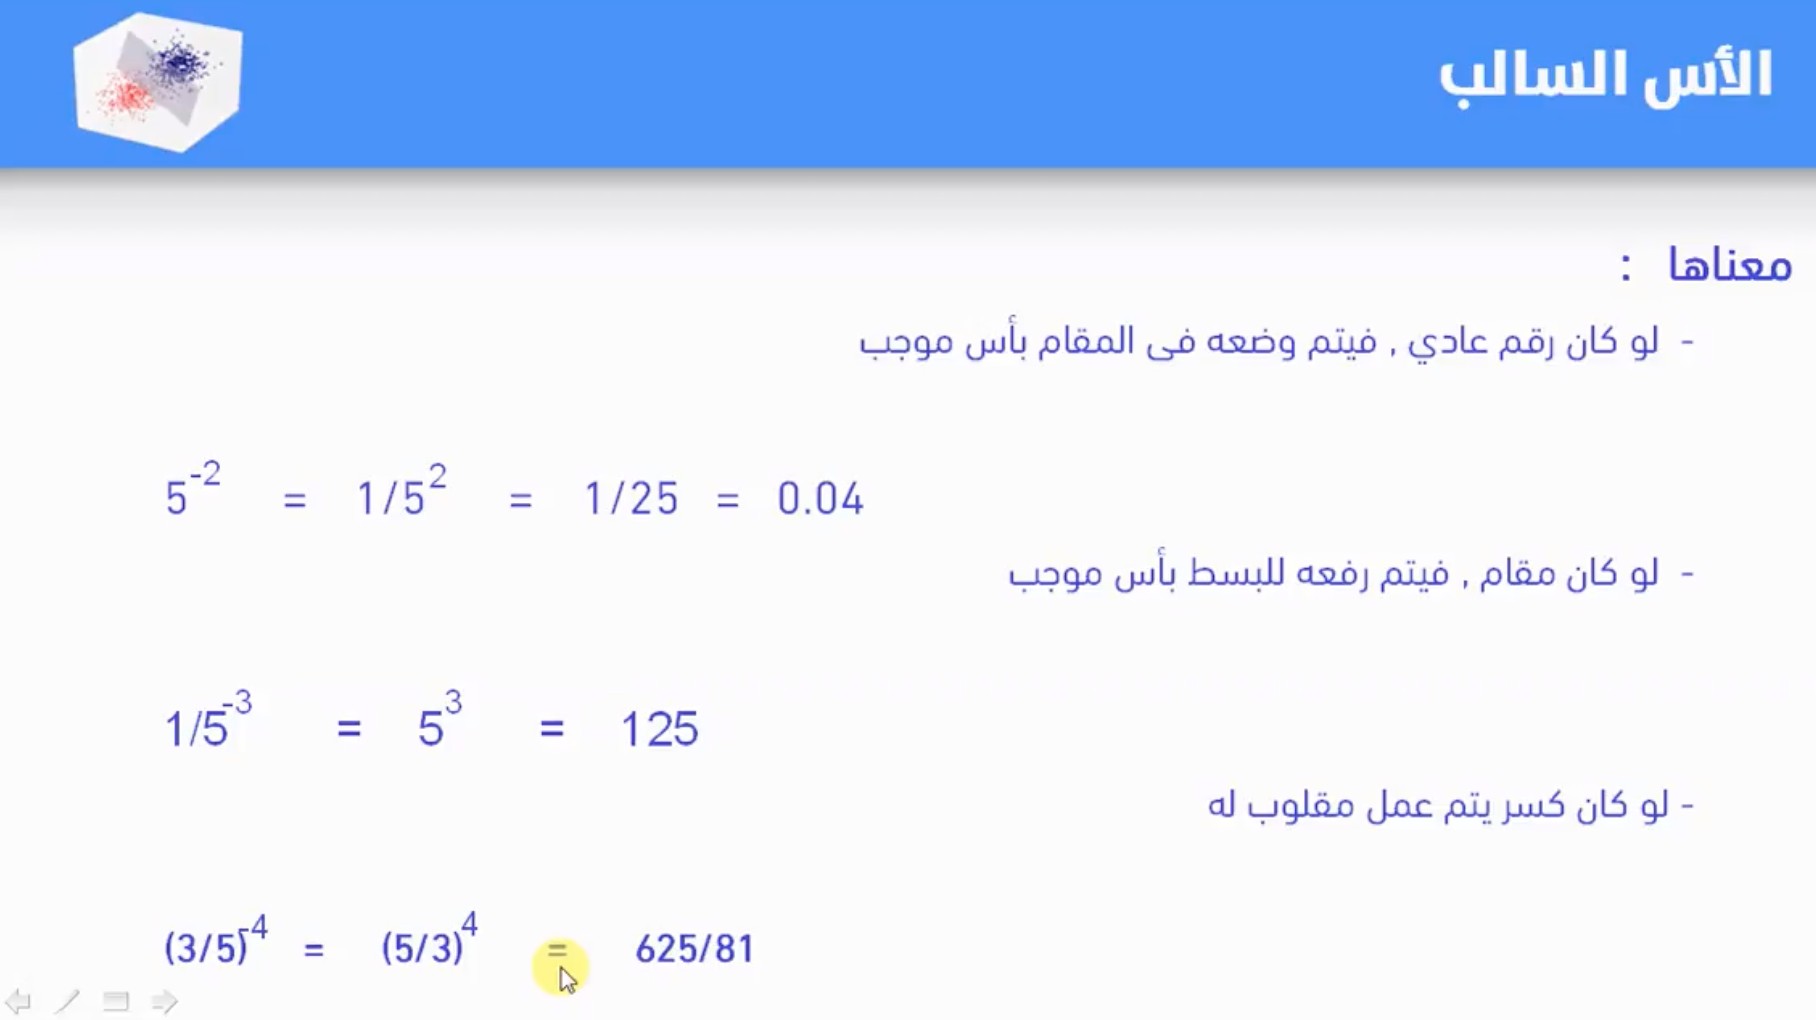 الأس السالب
معناها :
- لو كان رقم عادي , فيتم وضعه فى المقام بأس موجب
5^-2 = 1/5^2 = 1/25 = 0.04
- لو كان مقام , فيتم رفعه للبسط بأس موجب
1/5^-3 = 5^3 = 125
- لو كان كسر يتم عمل مقلوب له
(3/5)^-4 = (5/3)^4 = 625/81